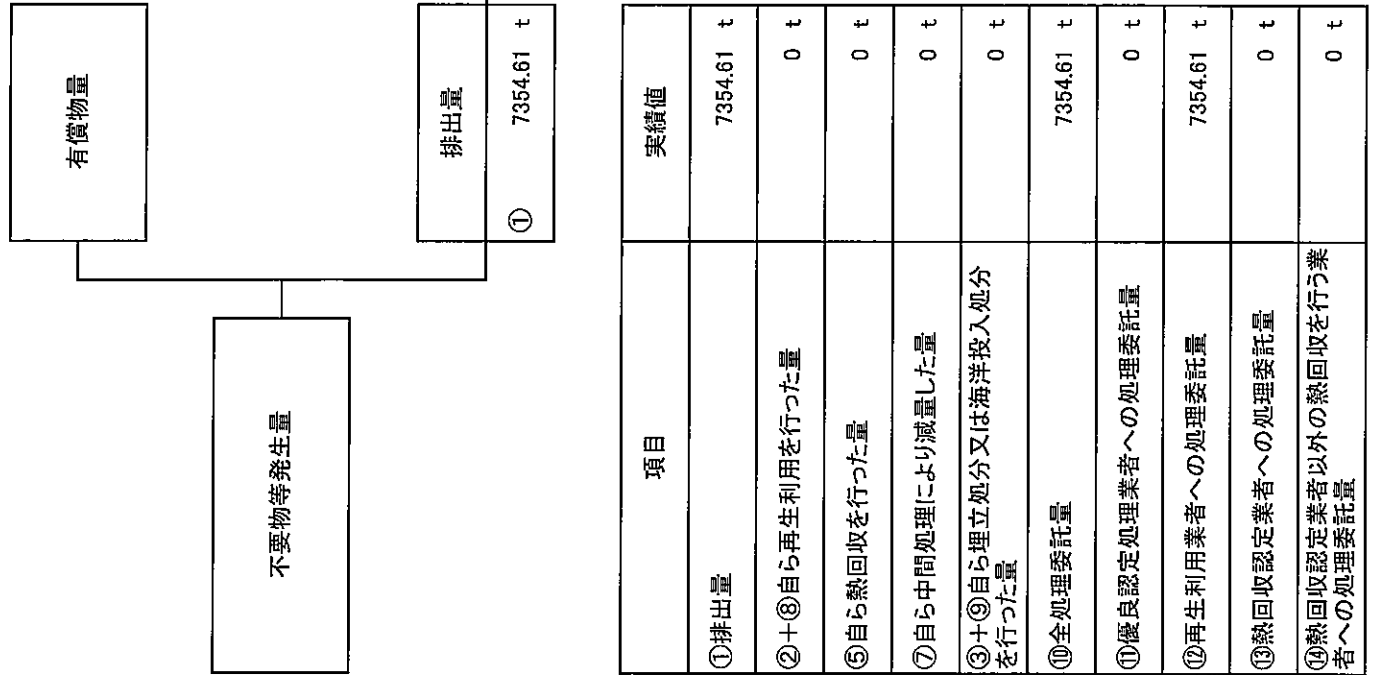 不要物等発生量
有償物量
排出量
① 7354.61 t
項目 実績値
①排出量 7354.61 t
②+⑧自ら再生利用を行った量 0 t
⑤自ら熱回収を行った量 0 t
⑦自ら中間処理により減量した量 0 t
③+⑨自ら埋立処分又は海洋投入処分
を行った量 0 t
⑩全処理委託量 7354.61 t
⑪優良認定処理業者への処理委託量 0 t
⑫再生利用業者への処理委託量 7354.61 t
⑬熱回収認定業者への処理委託量 0 t
⑭熱回収認定業者以外の熱回収を行う業
者への処理委託量 0 t